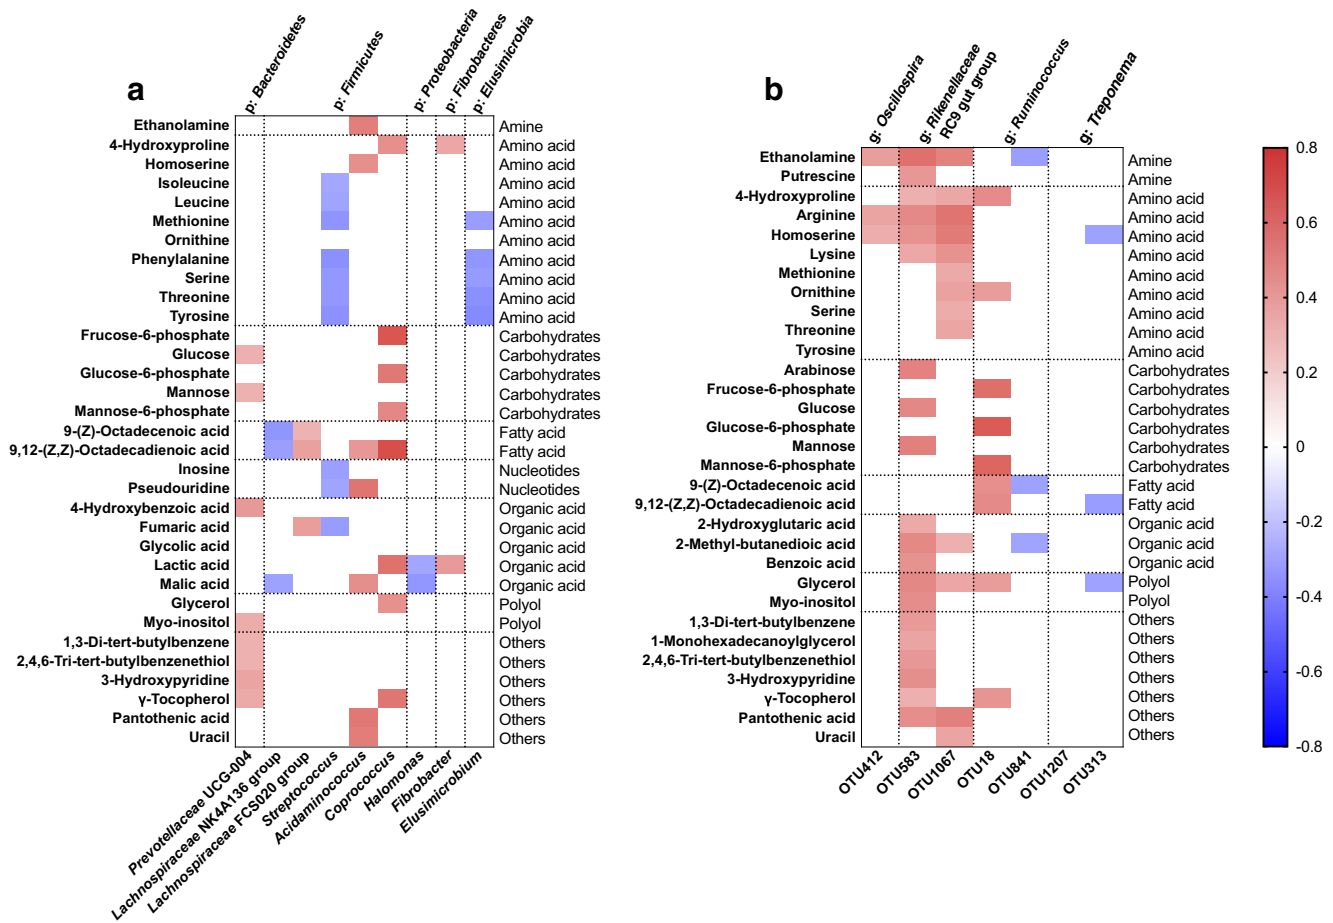 a
p: Bacteroidetes
p: Firmicutes
p: Proteobacteria
p: Fibrobacteres
p: Elusimicrobia
Ethanolamine Amine
4-Hydroxyproline Amino acid
Homoserine Amino acid
Isoleucine Amino acid
Leucine Amino acid
Methionine Amino acid
Ornithine Amino acid
Phenylalanine Amino acid
Serine Amino acid
Threonine Amino acid
Tyrosine Amino acid
Frucose-6-phosphate Carbohydrates
Glucose Carbohydrates
Glucose-6-phosphate Carbohydrates
Mannose Carbohydrates
Mannose-6-phosphate Carbohydrates
9-(Z)-Octadecenoic acid Fatty acid
9,12-(Z,Z)-Octadecadienoic acid Fatty acid
Inosine Nucleotides
Pseudouridine Nucleotides
4-Hydroxybenzoic acid Organic acid
Fumaric acid Organic acid
Glycolic acid Organic acid
Lactic acid Organic acid
Malic acid Organic acid
Glycerol Polyol
Myo-inositol Polyol
1,3-Di-tert-butylbenzene Others
2,4,6-Tri-tert-butylbenzenethiol Others
3-Hydroxypyridine Others
γ-Tocopherol Others
Pantothenic acid Others
Uracil Others
Prevotellaceae UCG-004
Lachnospiraceae NK4A136 group
Lachnospiraceae FCS020 group
Streptococcus
Acidaminococcus
Coprococcus
Halomonas
Fibrobacter
Elusimicrobium
b
g: Oscillospira
g: Rikenellaceae
RC9 gut group
g: Ruminococcus
g: Treponema
Ethanolamine Amine
Putrescine Amine
4-Hydroxyproline Amino acid
Arginine Amino acid
Homoserine Amino acid
Lysine Amino acid
Methionine Amino acid
Ornithine Amino acid
Serine Amino acid
Threonine Amino acid
Tyrosine Amino acid
Arabinose Carbohydrates
Frucose-6-phosphate Carbohydrates
Glucose Carbohydrates
Glucose-6-phosphate Carbohydrates
Mannose Carbohydrates
Mannose-6-phosphate Carbohydrates
9-(Z)-Octadecenoic acid Fatty acid
9,12-(Z,Z)-Octadecadienoic acid Fatty acid
2-Hydroxyglutaric acid Organic acid
2-Methyl-butanedioic acid Organic acid
Benzoic acid Organic acid
Glycerol Polyol
Myo-inositol Polyol
1,3-Di-tert-butylbenzene Others
1-Monohexadecanoylglycerol Others
2,4,6-Tri-tert-butylbenzenethiol Others
3-Hydroxypyridine Others
γ-Tocopherol Others
Pantothenic acid Others
Uracil Others
OTU412
OTU583
OTU1067
OTU18
OTU841
OTU1207
OTU313
0.8
0.6
0.4
0.2
0
-0.2
-0.4
-0.6
-0.8